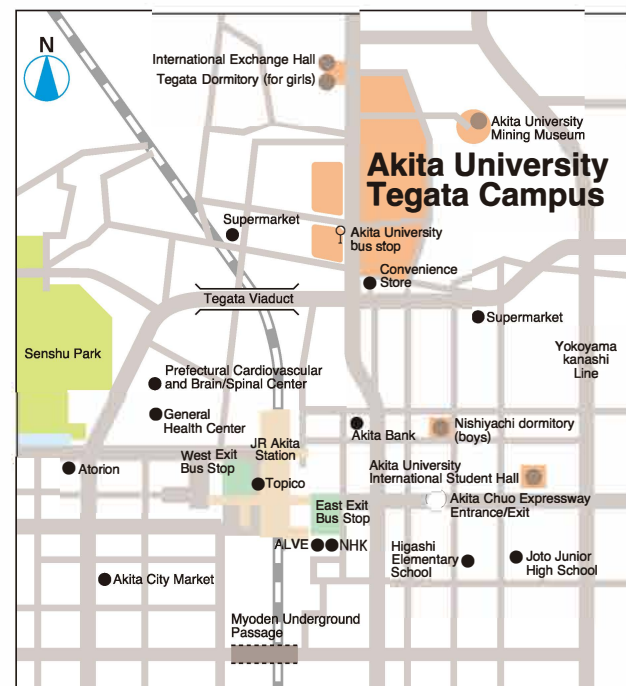 N
International Exchange Hall
Tegata Dormitory (for girls)
Akita University
Mining Museum
Akita University
Tegata Campus
Supermarket
Akita University
bus stop
Convenience
Store
Tegata Viaduct
Supermarket
Senshu Park
Yokoyama
kanashi
Line
Prefectural Cardiovascular
and Brain/Spinal Center
General
Health Center
Akita Bank
Nishiyachi dormitory
(boys)
JR Akita
Station
West Exit
Bus Stop
Atorion
Topico
Akita University
International Student Hall
Akita Chuo Expressway
Entrance/Exit
East Exit
Bus Stop
ALVE
NHK
Higashi
Elementary
School
Joto Junior
High School
Akita City Market
Myoden Underground
Passage